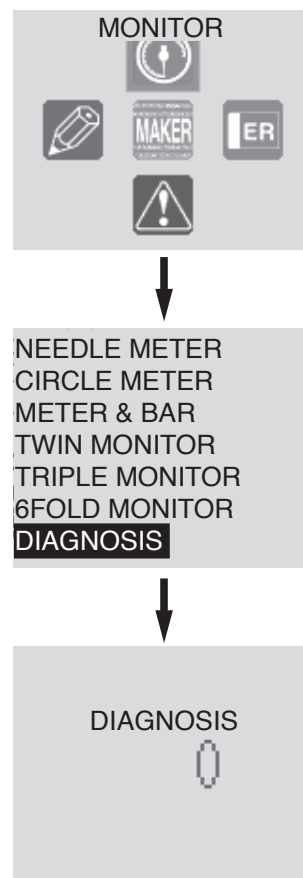 MONITOR
MAKER
ER
NEEDLE METER
CIRCLE METER
METER & BAR
TWIN MONITOR
TRIPLE MONITOR
6FOLD MONITOR
DIAGNOSIS
DIAGNOSIS
0